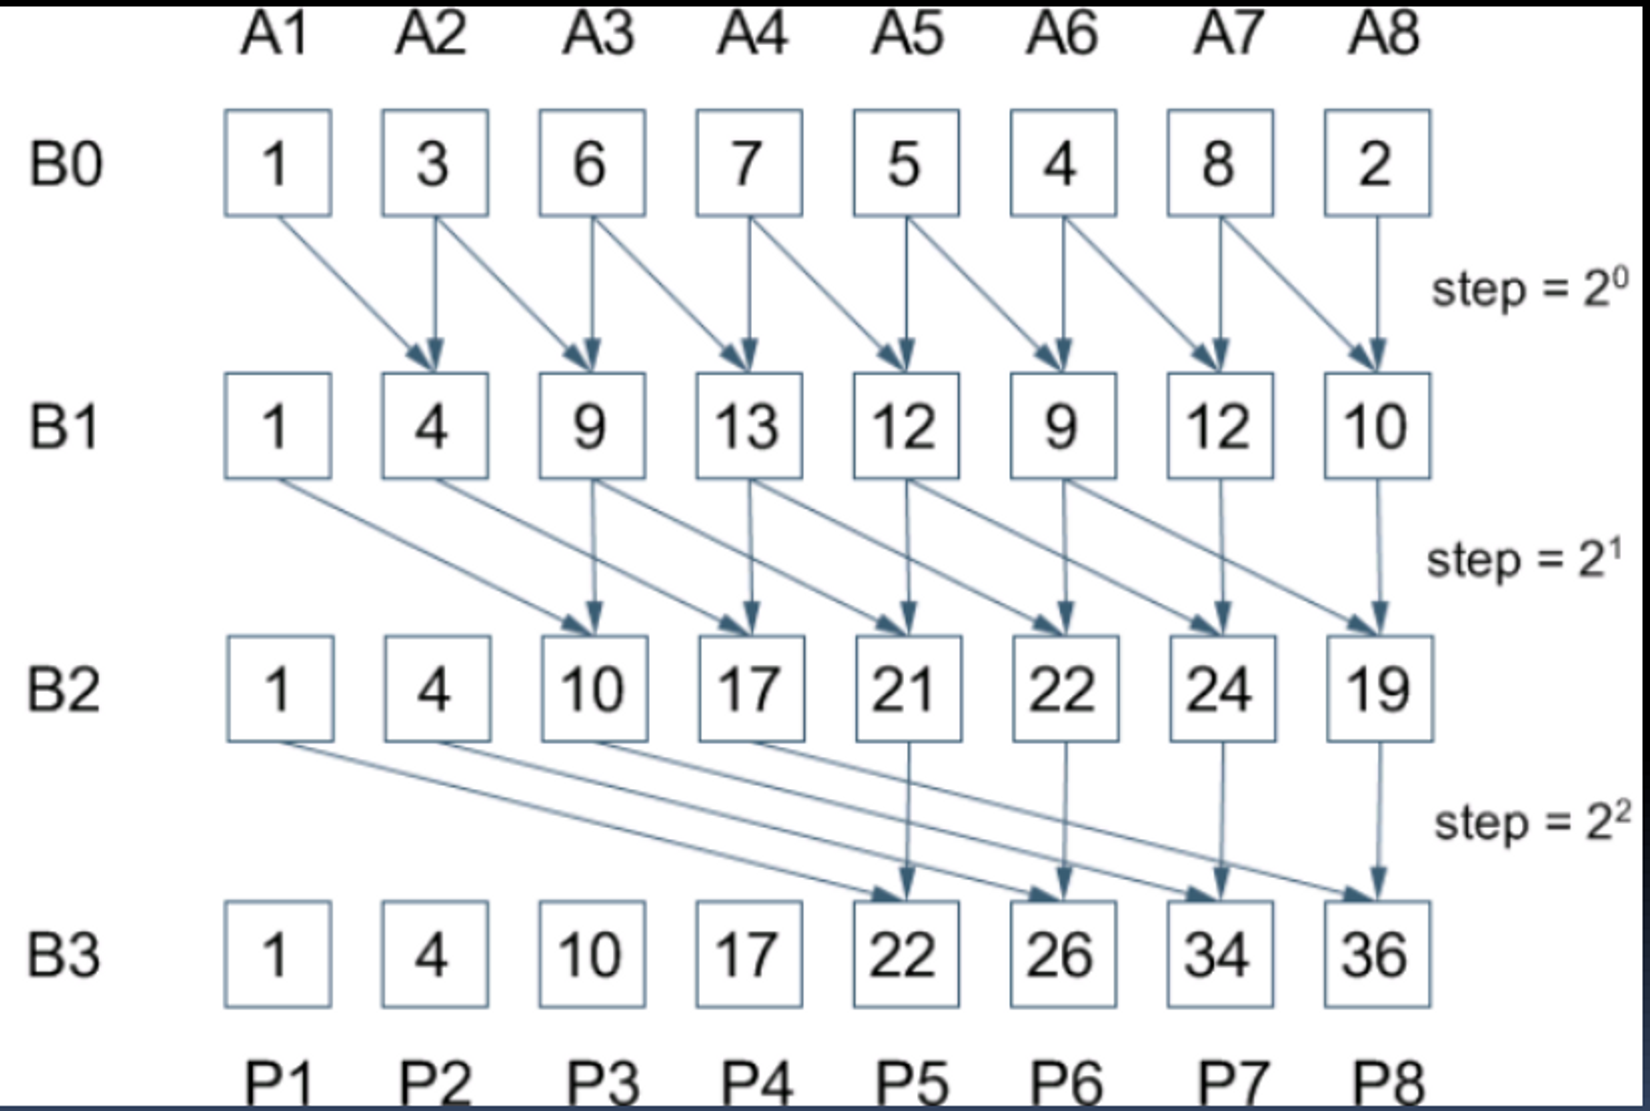 A1 A2 A3 A4 A5 A6 A7 A8
B0 1 3 6 7 5 4 8 2
step = 2⁰
B1 1 4 9 13 12 9 12 10
step = 2¹
B2 1 4 10 17 21 22 24 19
step = 2²
B3 1 4 10 17 22 26 34 36
P1 P2 P3 P4 P5 P6 P7 P8